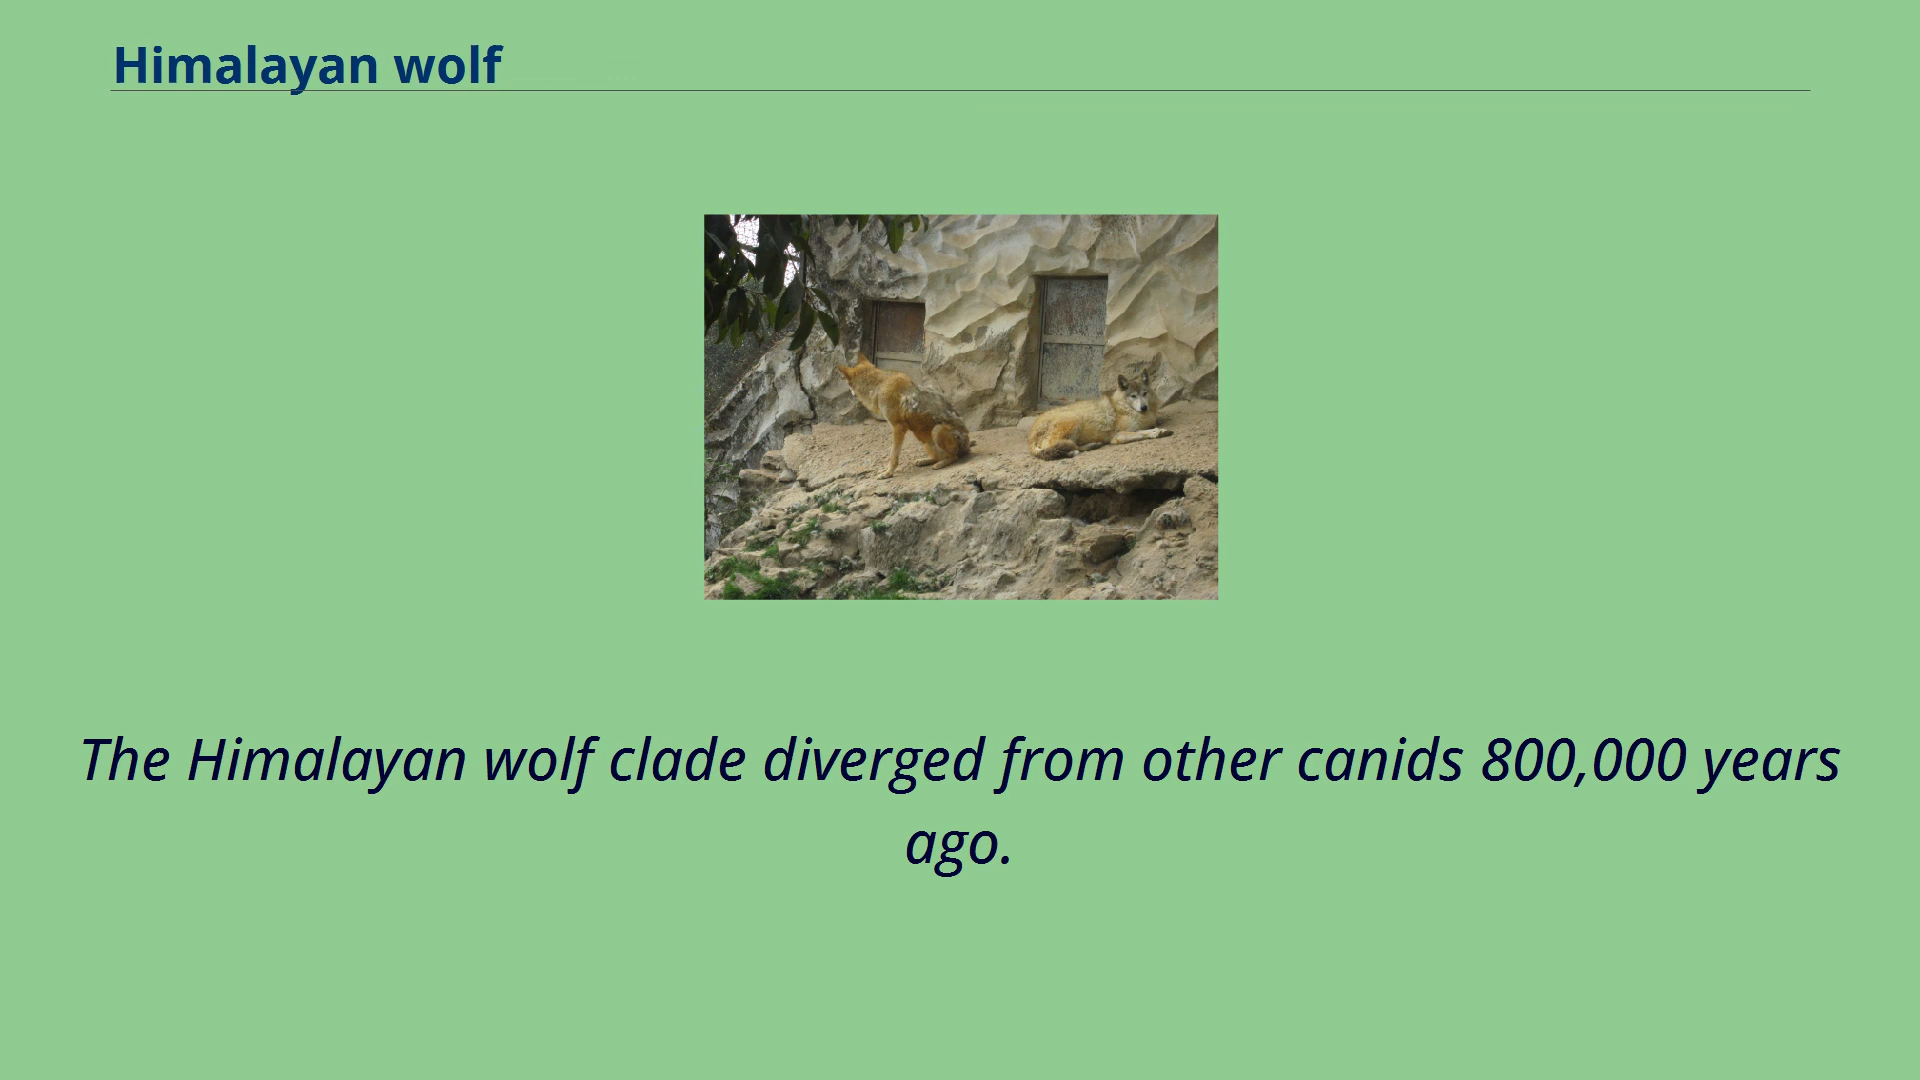 Himalayan wolf
The Himalayan wolf clade diverged from other canids 800,000 years
ago.